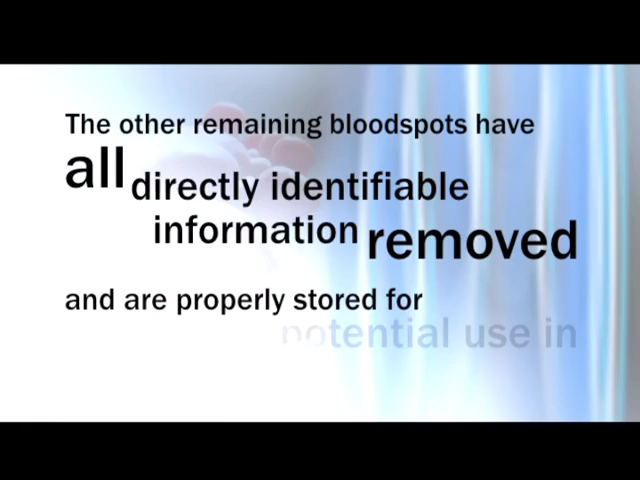 The other remaining bloodspots have
all directly identifiable
information removed
and are properly stored for
potential use in